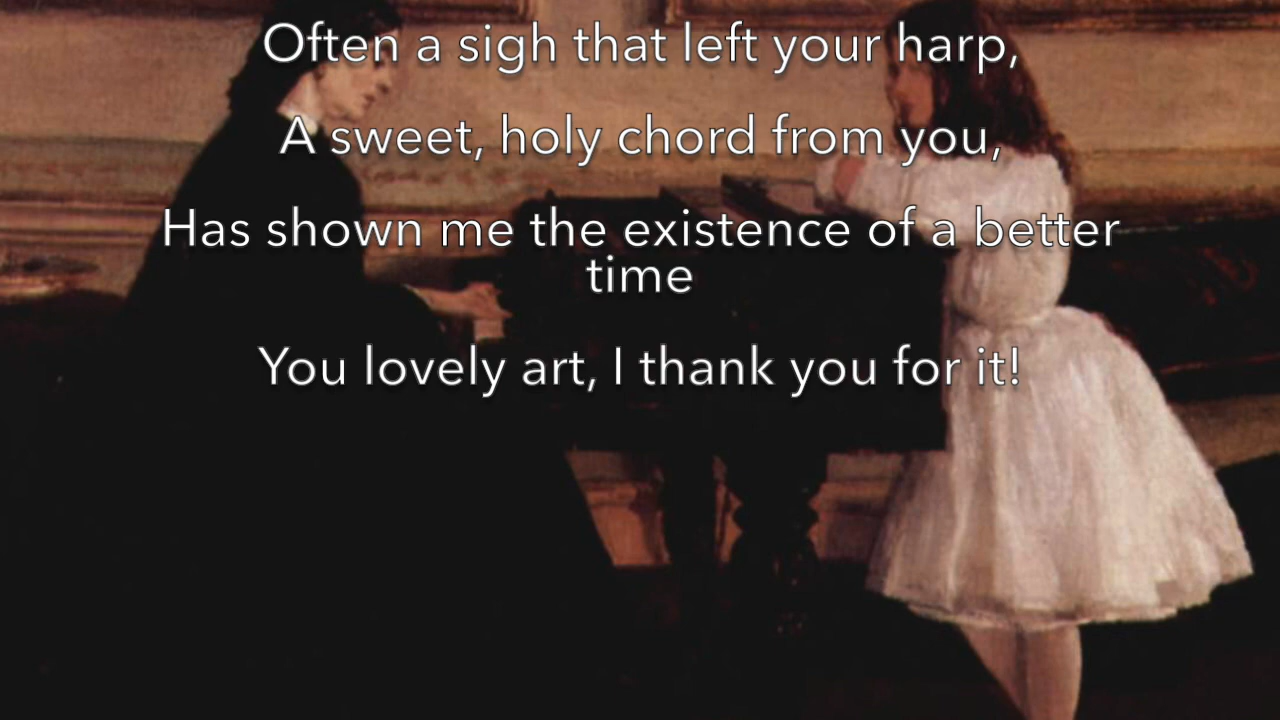 Often a sigh that left your harp,
A sweet, holy chord from you,
Has shown me the existence of a better
time
You lovely art, I thank you for it!